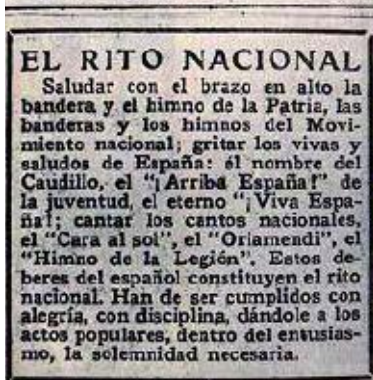 EL RITO NACIONAL
Saludar con el brazo en alto la
bandera y el himno de la Patria, las
banderas y los himnos del Movi-
miento nacional; gritar los vivas y
saludos de España: el nombre del
Caudillo, el "¡Arriba España!" de
la juventud, el eterno "¡Viva Espa-
ña!; cantar los cantos nacionales,
el "Cara al sol", el "Oriamendi", el
"Himno de la Legión". Estos de-
beres del español constituyen el rito
nacional. Han de ser cumplidos con
alegría, con disciplina, dándole a los
actos populares, dentro del entusias-
mo, la solemnidad necesaria.